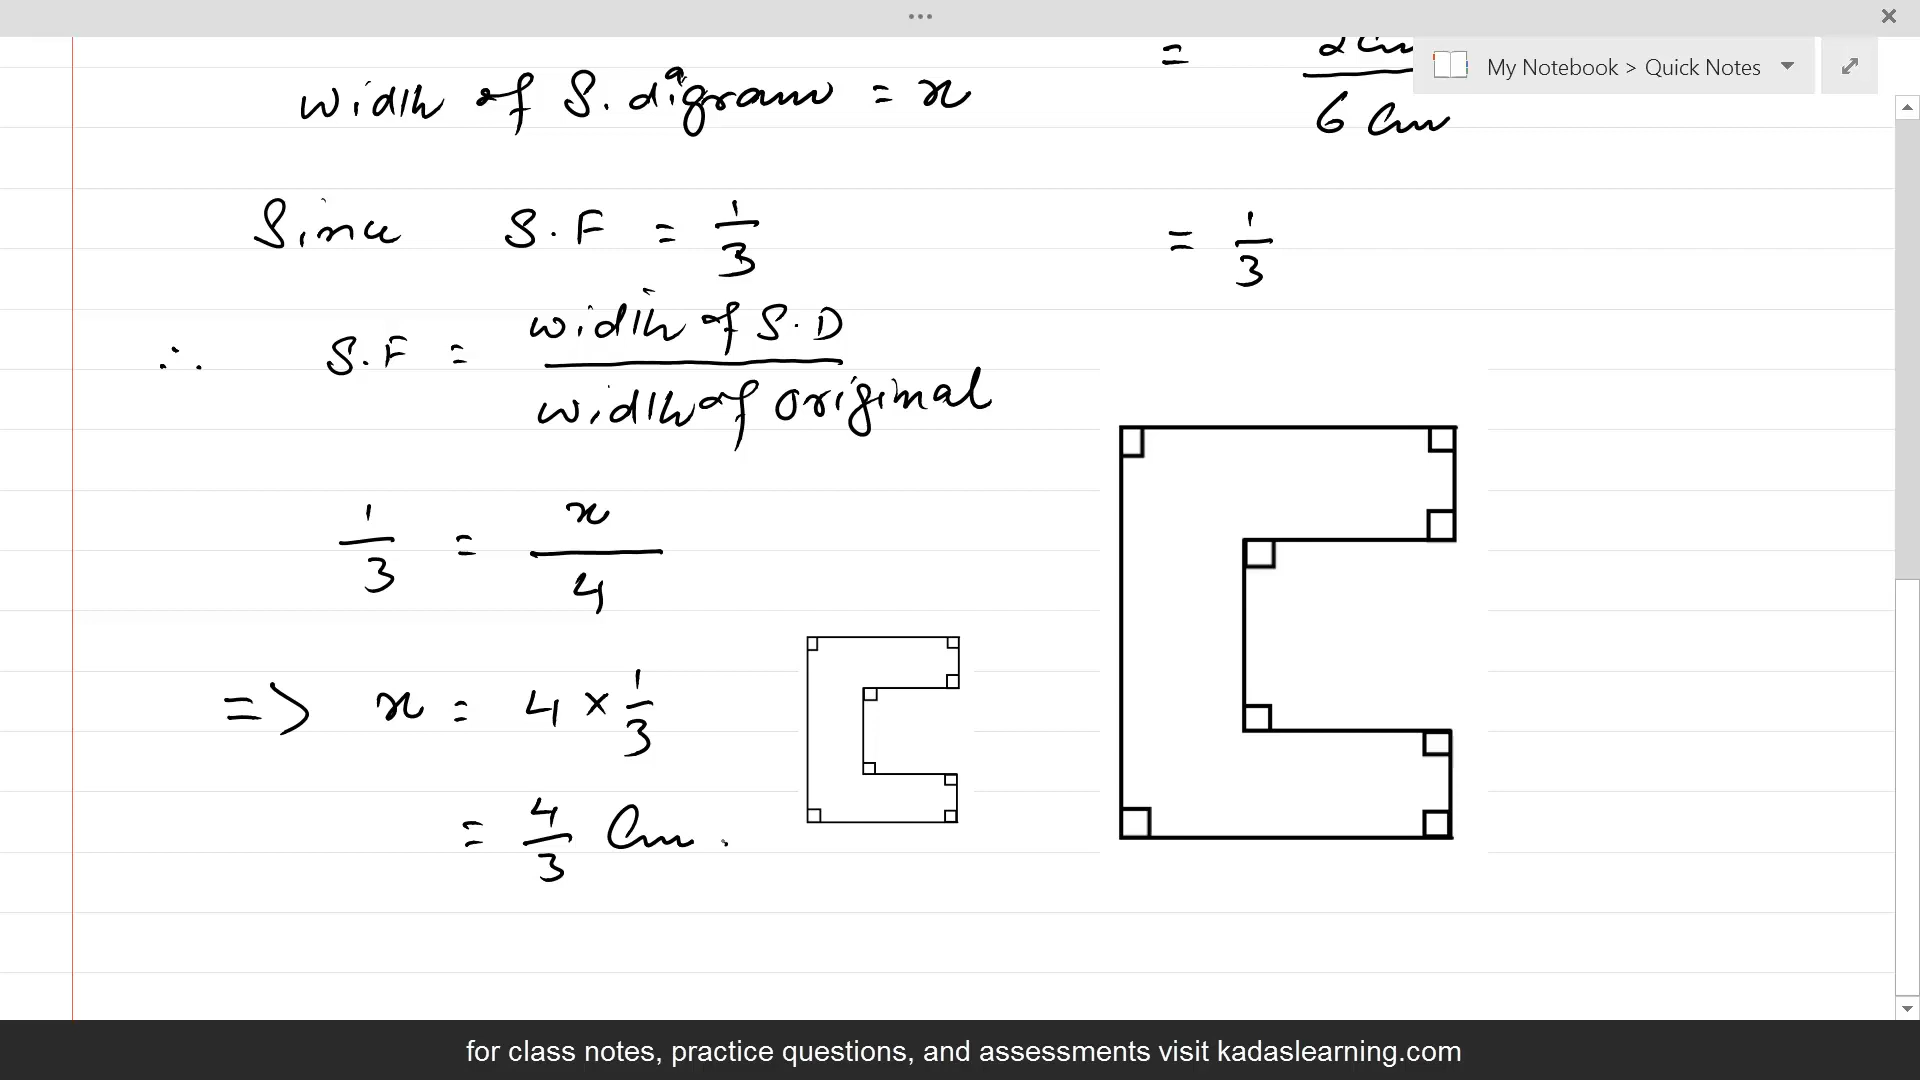 ...
My Notebook > Quick Notes
width of S. diagram = x
= 2 cm / 6 cm
Since S.F = 1/3
= 1/3
∴ S.F = width of S.D / width of original
1/3 = x/4
=> x = 4 × 1/3
= 4/3 Cm.
for class notes, practice questions, and assessments visit kadaslearning.com